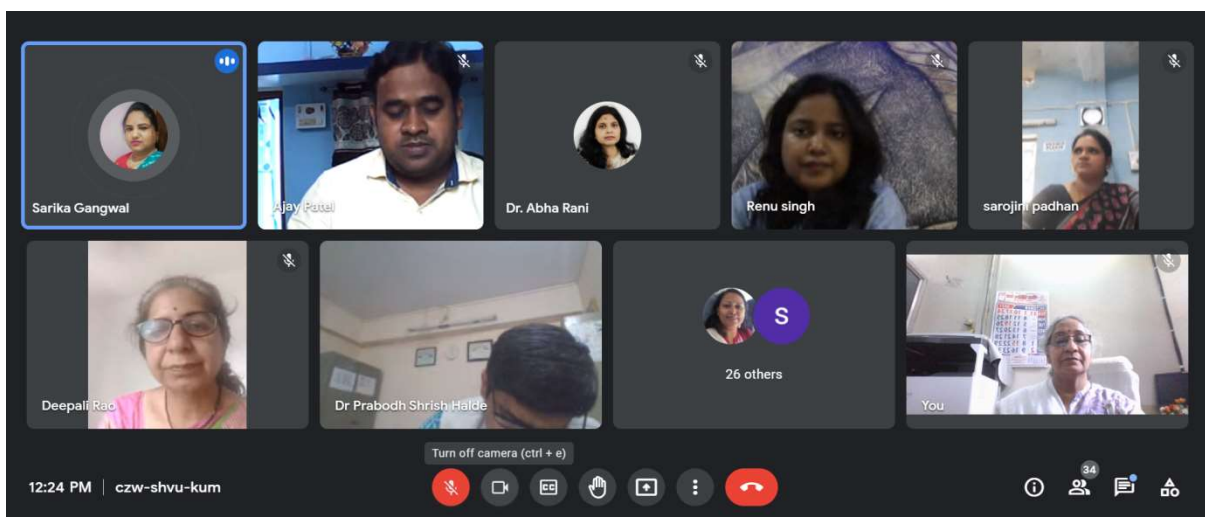 Sarika Gangwal
Ajay Patel
Dr. Abha Rani
Renu singh
sarojini padhan
Deepali Rao
Dr Prabodh Shrish Halde
S
26 others
You
Turn off camera (ctrl + e)
12:24 PM | czw-shvu-kum
CC
34